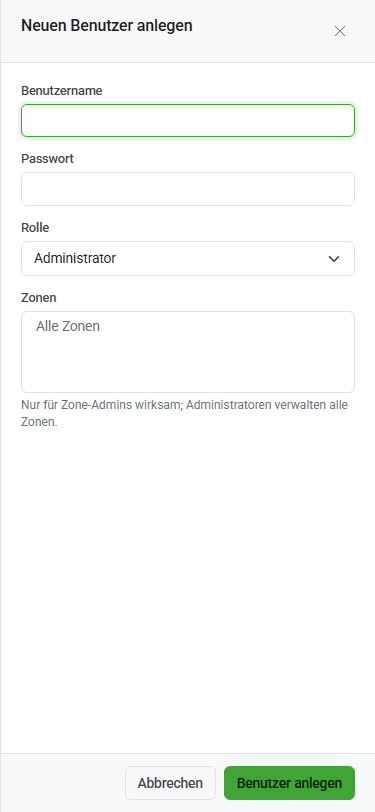 Neuen Benutzer anlegen
Benutzername
Passwort
Rolle
Administrator
Zonen
Alle Zonen
Nur für Zone-Admins wirksam; Administratoren verwalten alle
Zonen.
Abbrechen
Benutzer anlegen